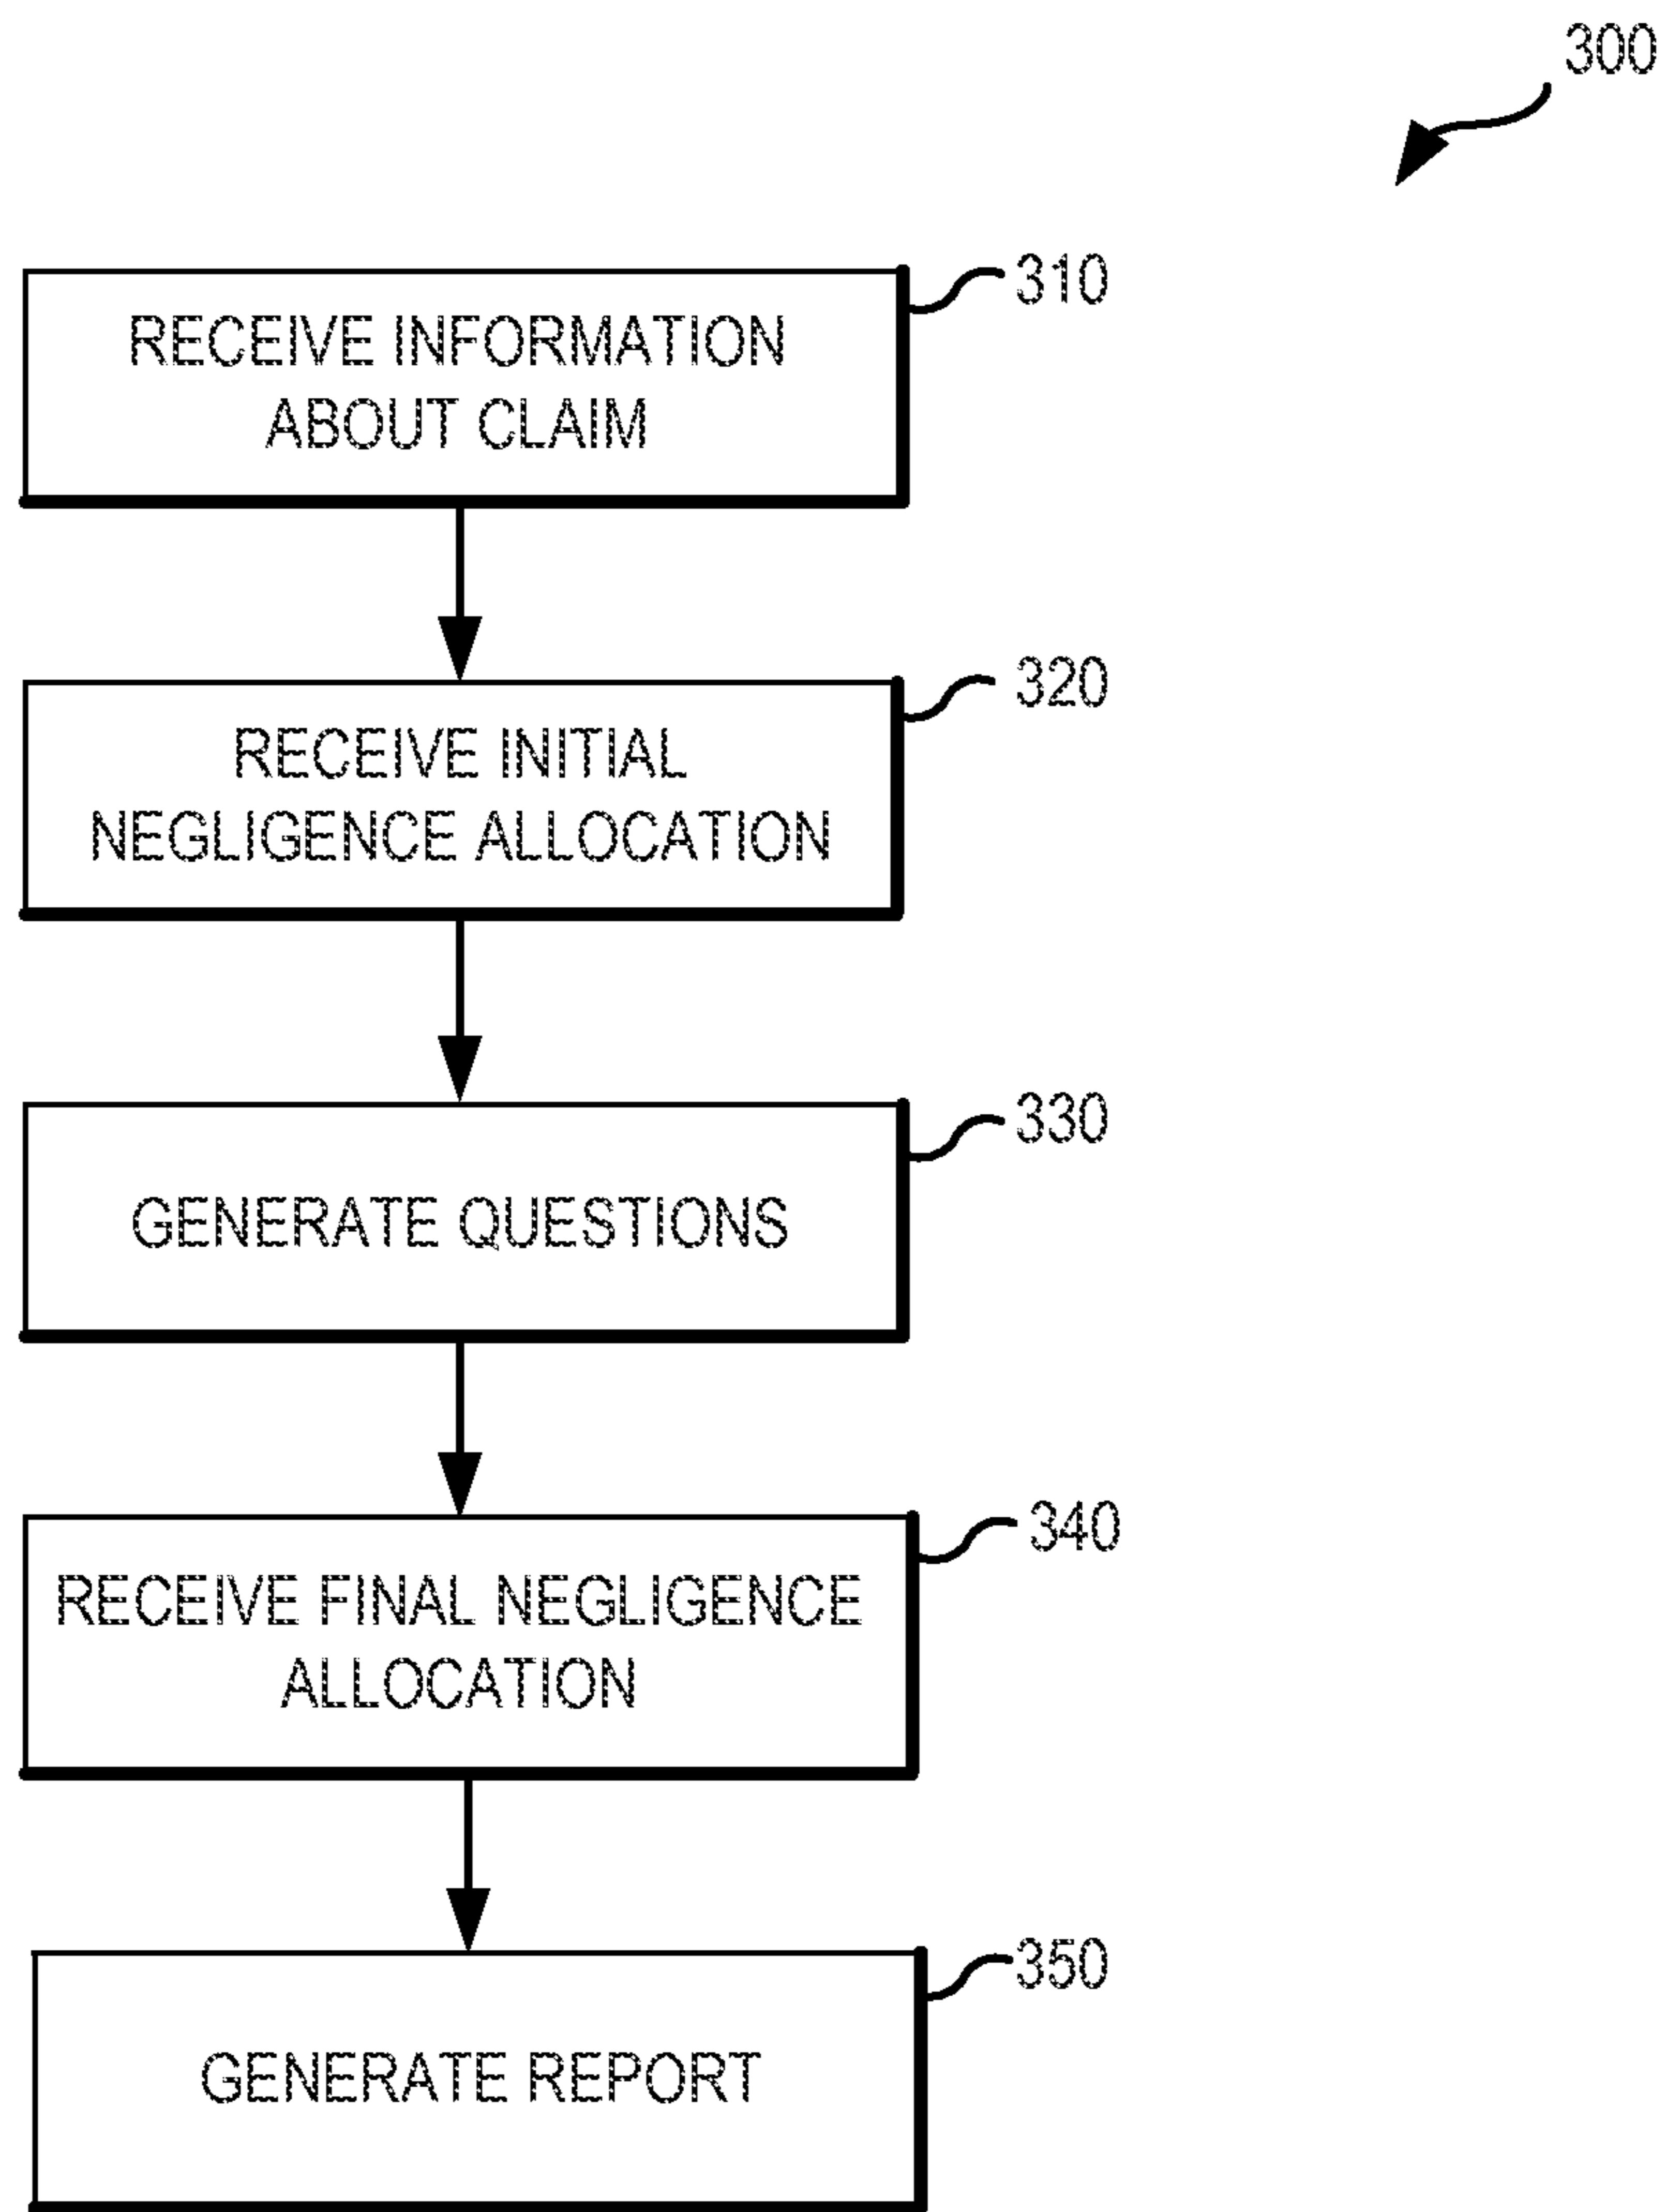 300
310
RECEIVE INFORMATION
ABOUT CLAIM
320
RECEIVE INITIAL
NEGLIGENCE ALLOCATION
330
GENERATE QUESTIONS
340
RECEIVE FINAL NEGLIGENCE
ALLOCATION
350
GENERATE REPORT